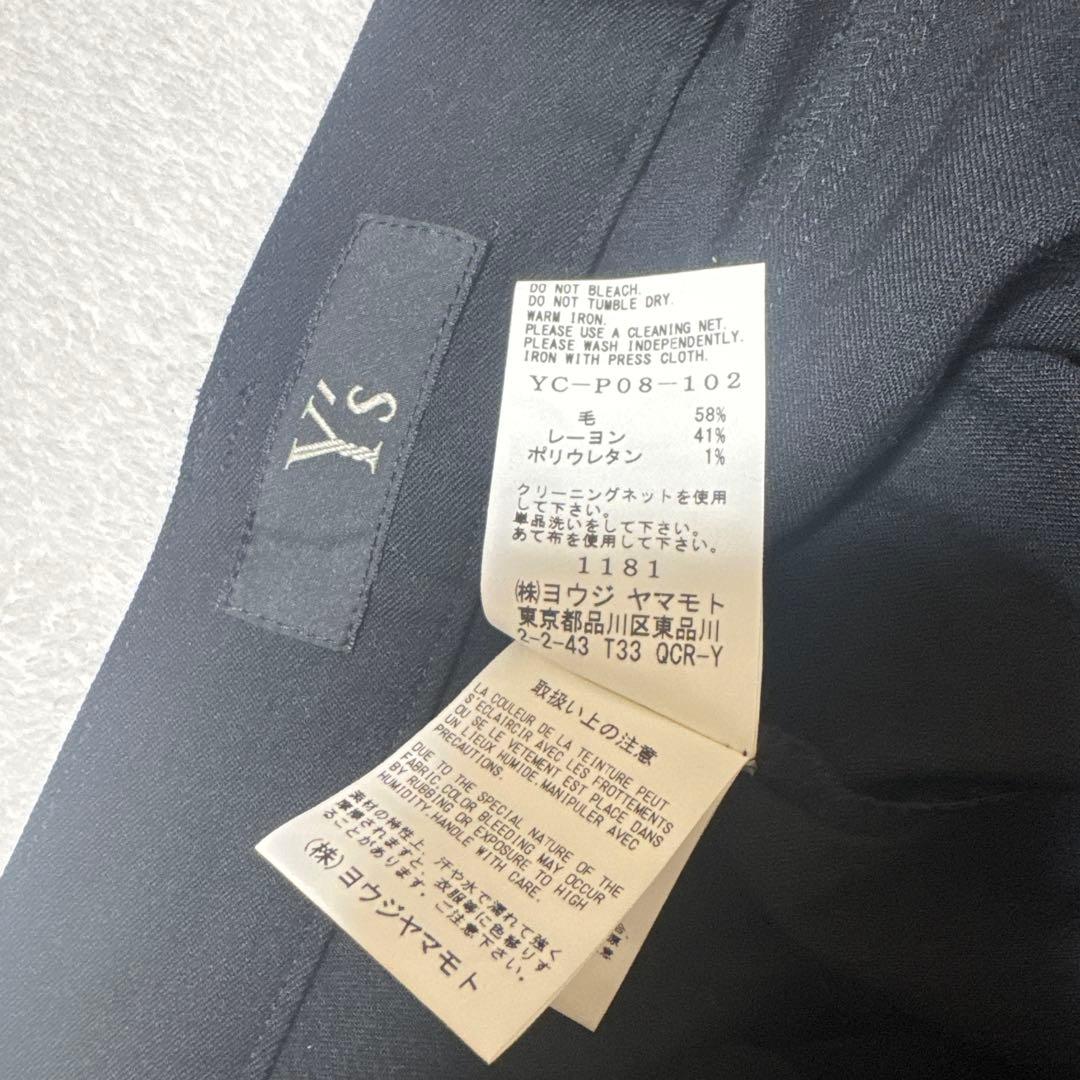 Y's
DO NOT BLEACH.
DO NOT TUMBLE DRY.
WARM IRON.
PLEASE USE A CLEANING NET.
PLEASE WASH INDEPENDENTLY.
IRON WITH PRESS CLOTH.
YC-P08-102
毛 58%
レーヨン 41%
ポリウレタン 1%
クリーニングネットを使用
して下さい。
単品洗いをして下さい。
あて布を使用して下さい。
1181
(株)ヨウジ ヤマモト
東京都品川区東品川
2-2-43 T33 QCR-Y
取扱い上の注意
LA COULEUR DE LA TEINTURE PEUT
S'ECLAIRCIR AVEC LES FROTTEMENTS
OU SE LE VETEMENT EST PLACE DANS
UN LIEUX HUMIDE.MANIPULER AVEC
PRECAUTIONS.
DUE TO THE SPECIAL NATURE OF THE
FABRIC,COLOR BLEEDING MAY OCCUR
BY RUBBING OR EXPOSURE TO HIGH
HUMIDITY.HANDLE WITH CARE.
素材の特性上、汗や水で濡れて強く
摩擦されますと、衣服等に色移りす
ることがあります。ご注意下さい。
(株)ヨウジヤマモト